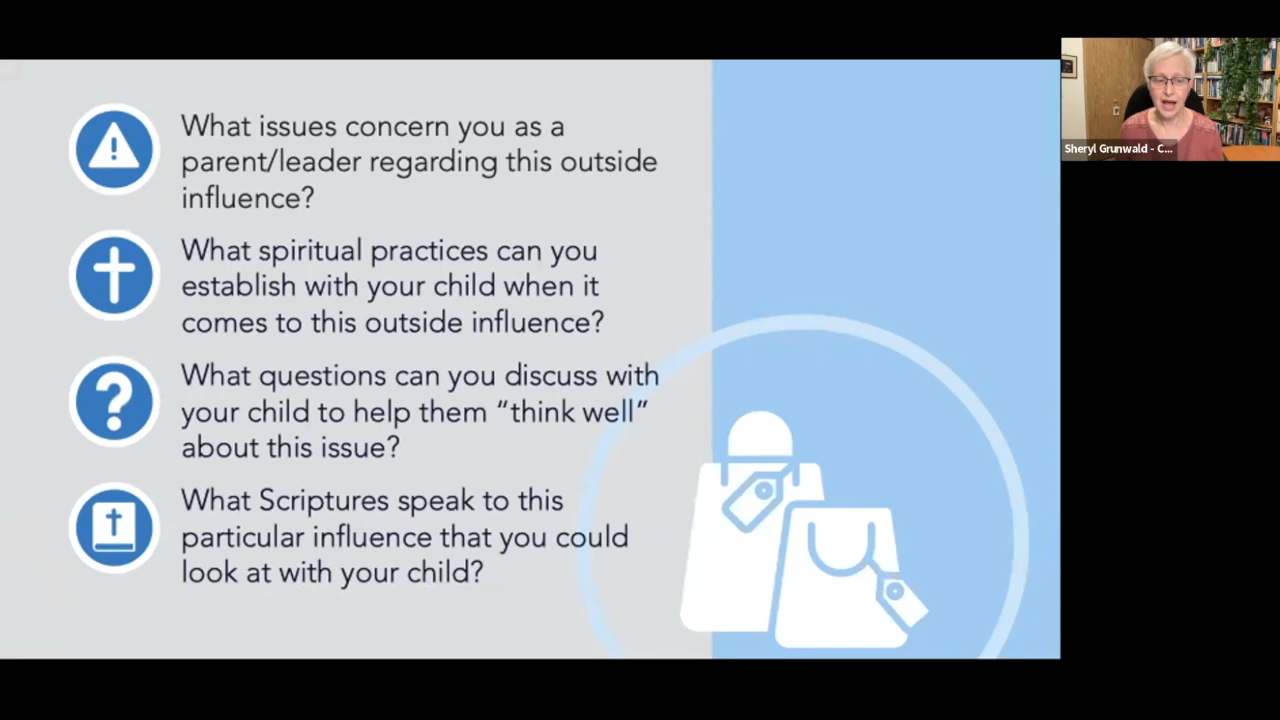 What issues concern you as a
parent/leader regarding this outside
influence?
What spiritual practices can you
establish with your child when it
comes to this outside influence?
What questions can you discuss with
your child to help them “think well”
about this issue?
What Scriptures speak to this
particular influence that you could
look at with your child?
Sheryl Grunwald - C...